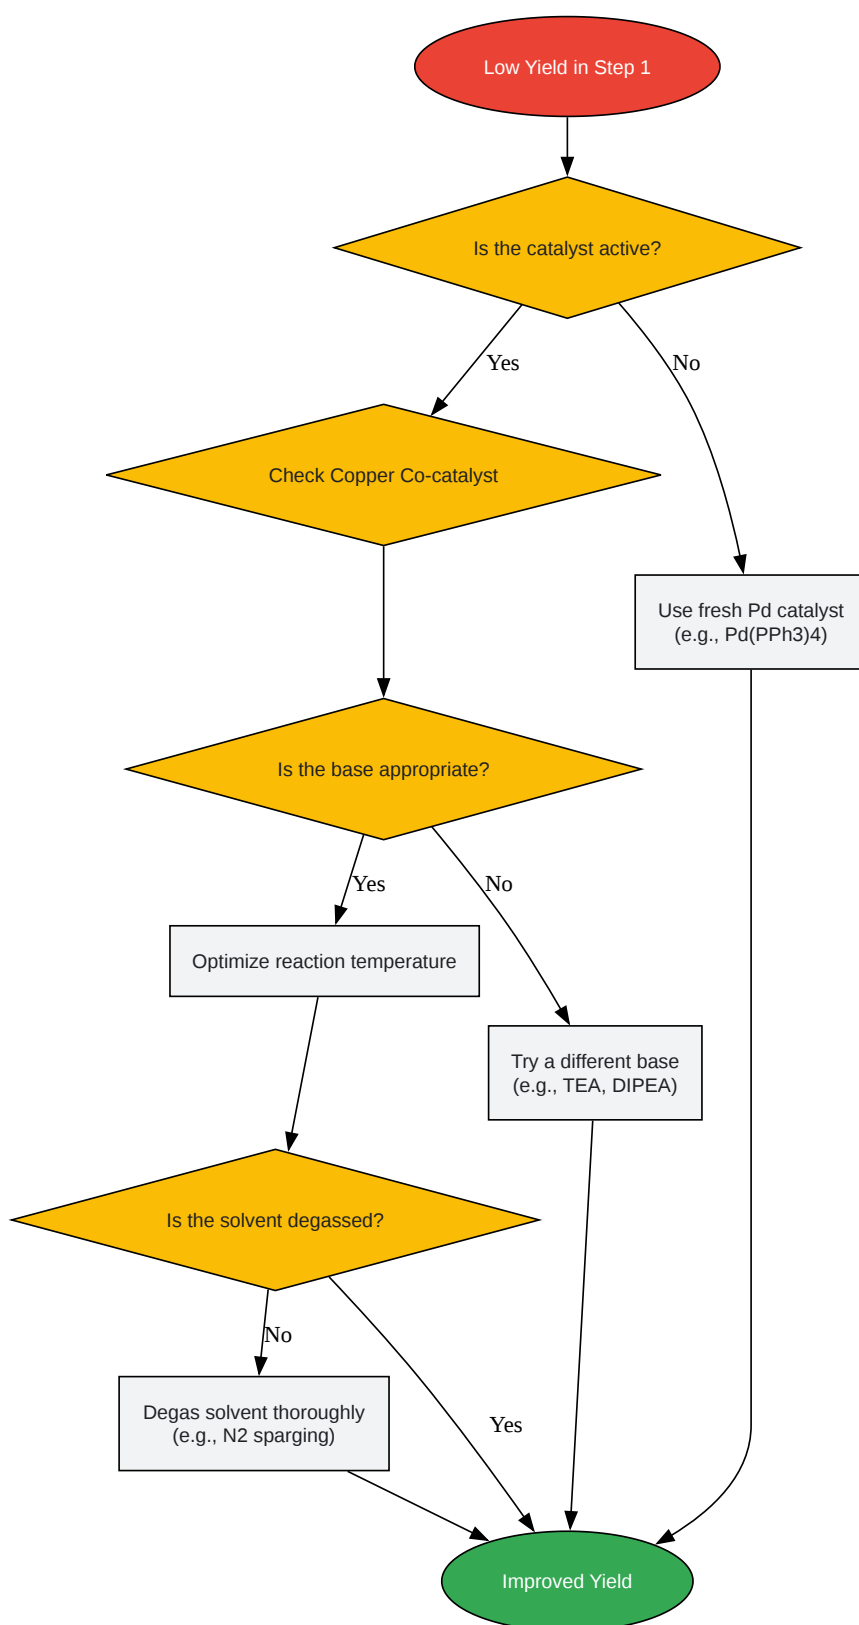 Low Yield in Step 1
Is the catalyst active?
Yes
No
Check Copper Co-catalyst
Use fresh Pd catalyst
(e.g., Pd(PPh3)4)
Is the base appropriate?
Yes
No
Optimize reaction temperature
Try a different base
(e.g., TEA, DIPEA)
Is the solvent degassed?
No
Degas solvent thoroughly
(e.g., N2 sparging)
Yes
Improved Yield